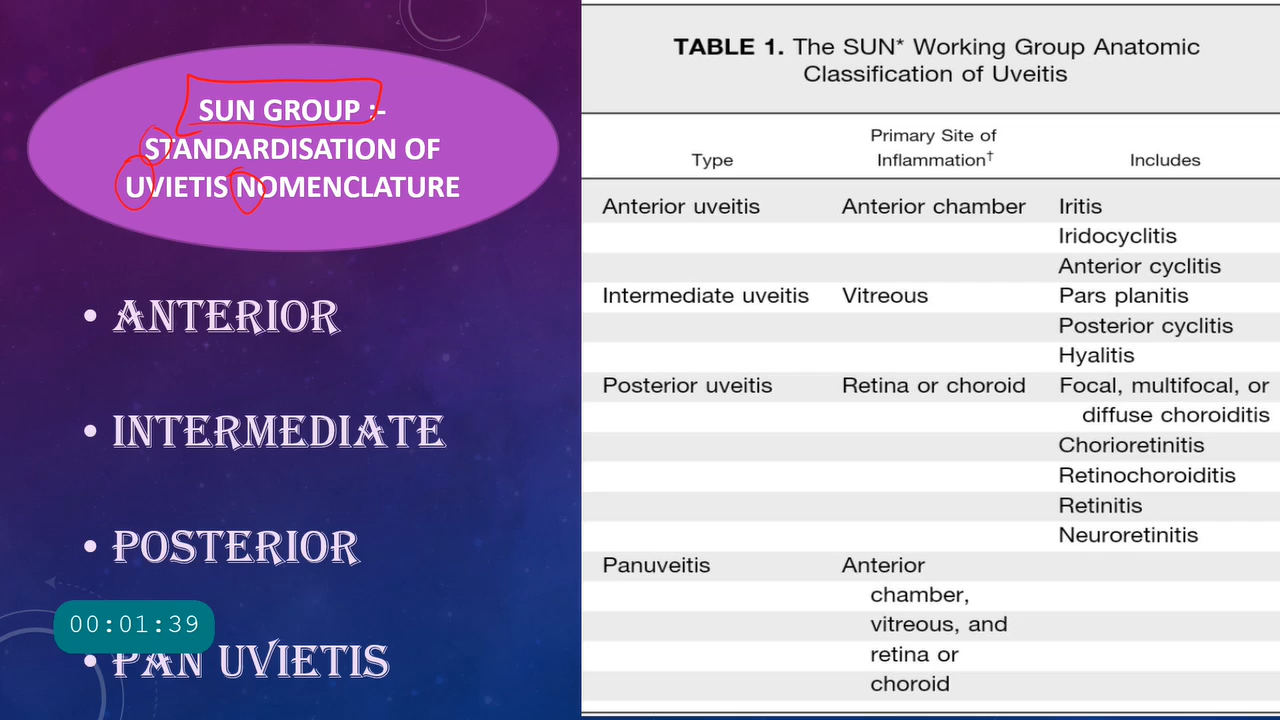 SUN GROUP :-
STANDARDISATION OF
UVIETIS NOMENCLATURE
• ANTERIOR
• INTERMEDIATE
• POSTERIOR
00:01:39
• PAN UVIETIS
TABLE 1. The SUN* Working Group Anatomic
Classification of Uveitis
Primary Site of
Type Inflammation† Includes
Anterior uveitis Anterior chamber Iritis
Iridocyclitis
Anterior cyclitis
Intermediate uveitis Vitreous Pars planitis
Posterior cyclitis
Hyalitis
Posterior uveitis Retina or choroid Focal, multifocal, or
diffuse choroiditis
Chorioretinitis
Retinochoroiditis
Retinitis
Neuroretinitis
Panuveitis Anterior
chamber,
vitreous, and
retina or
choroid